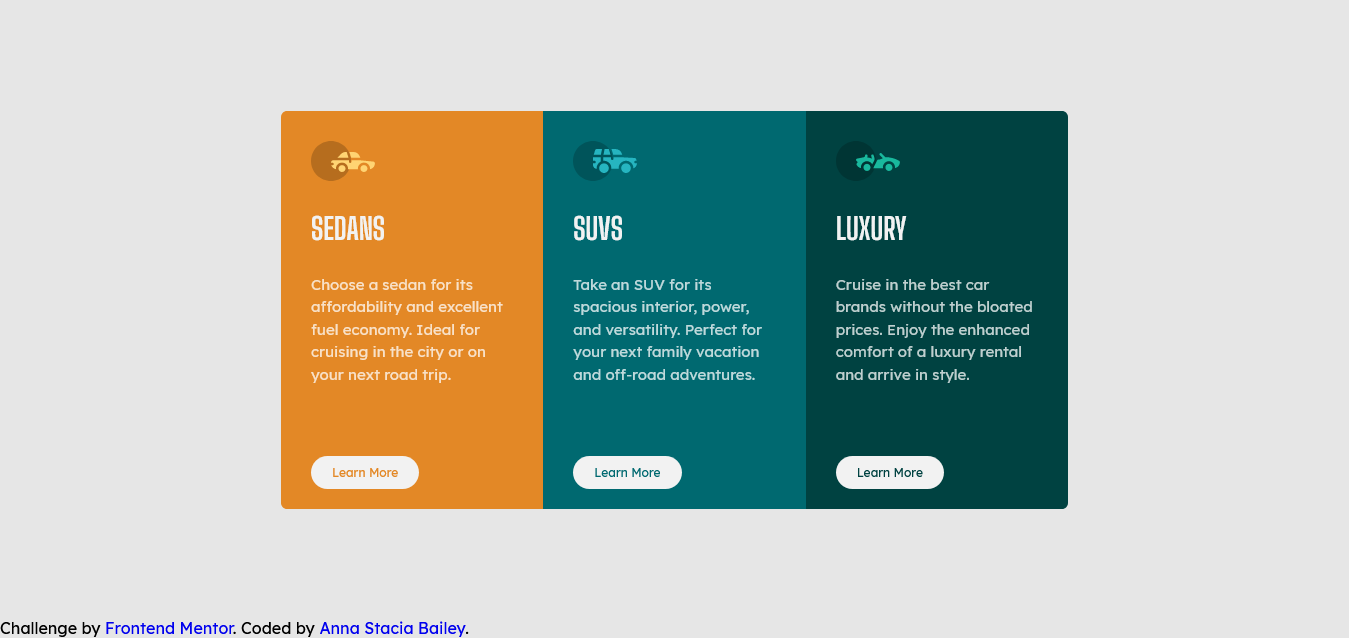 SEDANS
Choose a sedan for its
affordability and excellent
fuel economy. Ideal for
cruising in the city or on
your next road trip.
Learn More
SUVS
Take an SUV for its
spacious interior, power,
and versatility. Perfect for
your next family vacation
and off-road adventures.
Learn More
LUXURY
Cruise in the best car
brands without the bloated
prices. Enjoy the enhanced
comfort of a luxury rental
and arrive in style.
Learn More
Challenge by Frontend Mentor. Coded by Anna Stacia Bailey.